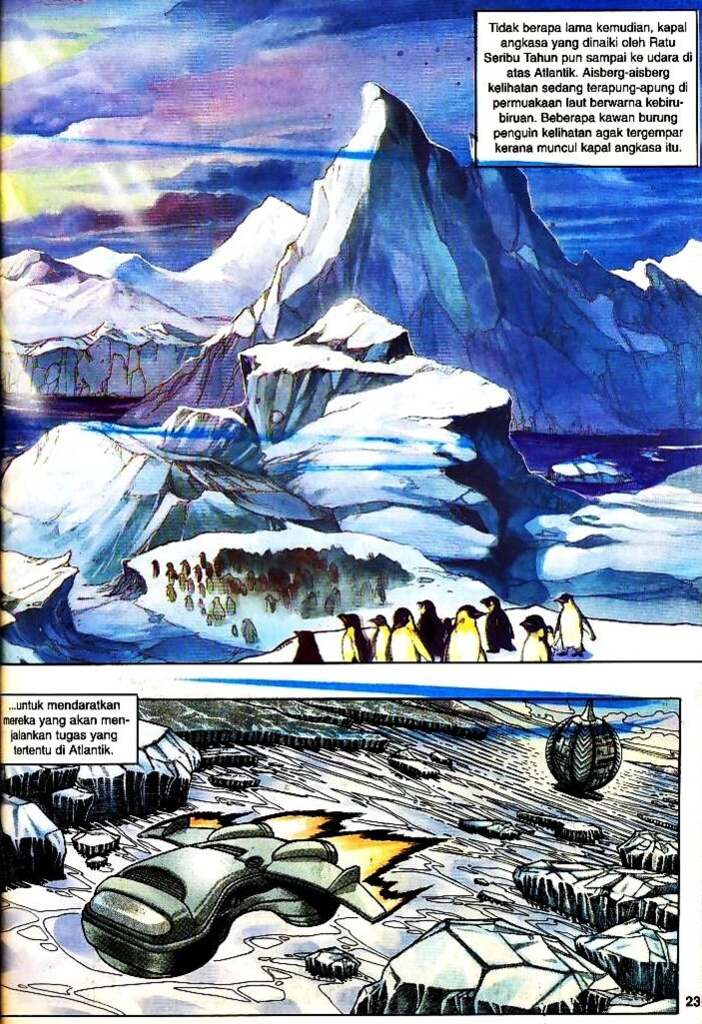 Tidak berapa lama kemudian, kapal
angkasa yang dinaiki oleh Ratu
Seribu Tahun pun sampai ke udara di
atas Atlantik. Aisberg-aisberg
kelihatan sedang terapung-apung di
permuakaan laut berwarna kebiru-
biruan. Beberapa kawan burung
penguin kelihatan agak tergempar
kerana muncul kapal angkasa itu.
...untuk mendaratkan
mereka yang akan men-
jalankan tugas yang
tertentu di Atlantik.
23